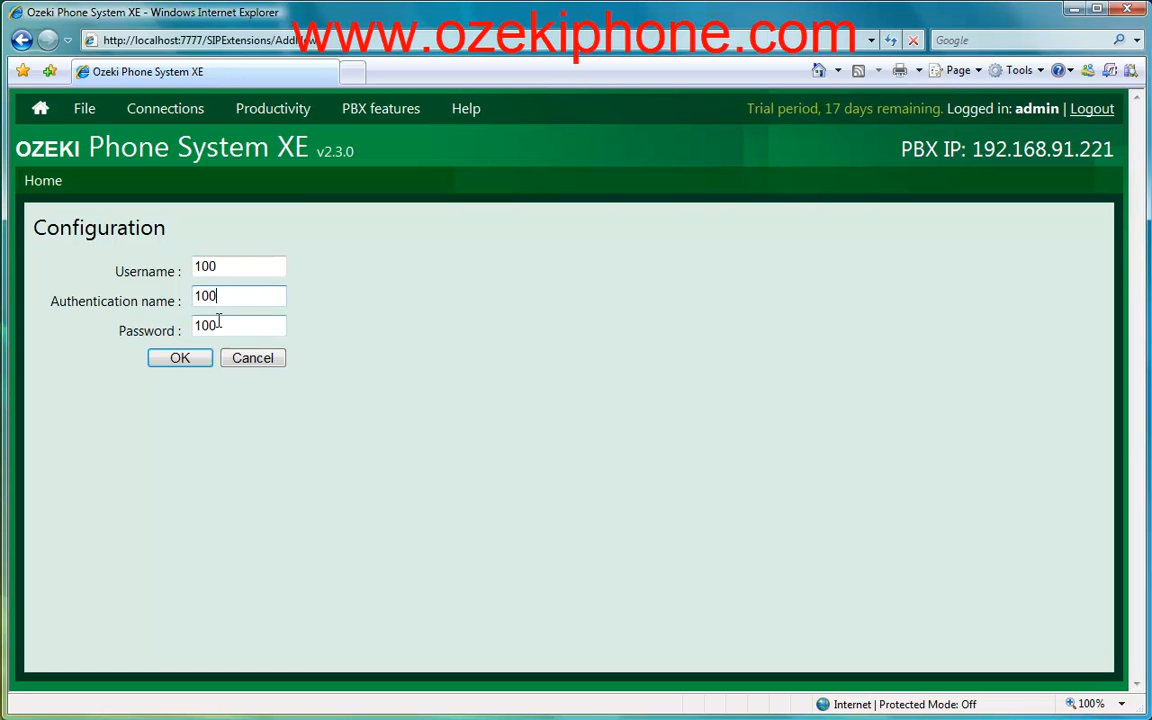 Ozeki Phone System XE - Windows Internet Explorer
http://localhost:7777/SIPExtensions/
www.ozekiphone.com
Google
Ozeki Phone System XE
Page
Tools
File Connections Productivity PBX features Help
Trial period, 17 days remaining. Logged in: admin | Logout
OZEKI Phone System XE v2.3.0
PBX IP: 192.168.91.221
Home
Configuration
Username : 100
Authentication name : 100
Password : 100
OK Cancel
Internet | Protected Mode: Off
100%